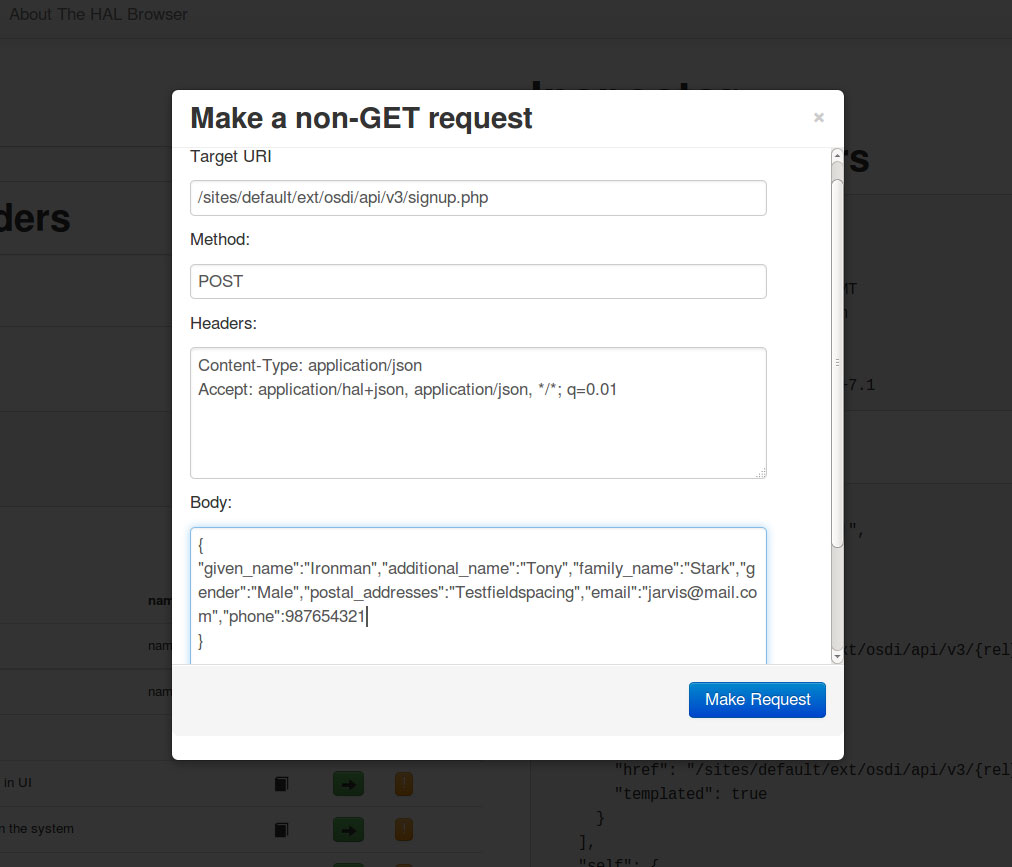 About The HAL Browser
Make a non-GET request
×
Target URI
/sites/default/ext/osdi/api/v3/signup.php
Method:
POST
Headers:
Content-Type: application/json
Accept: application/hal+json, application/json, */*; q=0.01
Body:
{
"given_name":"Ironman","additional_name":"Tony","family_name":"Stark","g
ender":"Male","postal_addresses":"Testfieldspacing","email":"jarvis@mail.co
m","phone":987654321
}
Make Request
ders
rs
MT
-7.1
",
nam
nam
xt/osdi/api/v3/{rel
nam
in UI
"href": "/sites/default/ext/osdi/api/v3/{rel
"templated": true
}
n the system
],
"self": {